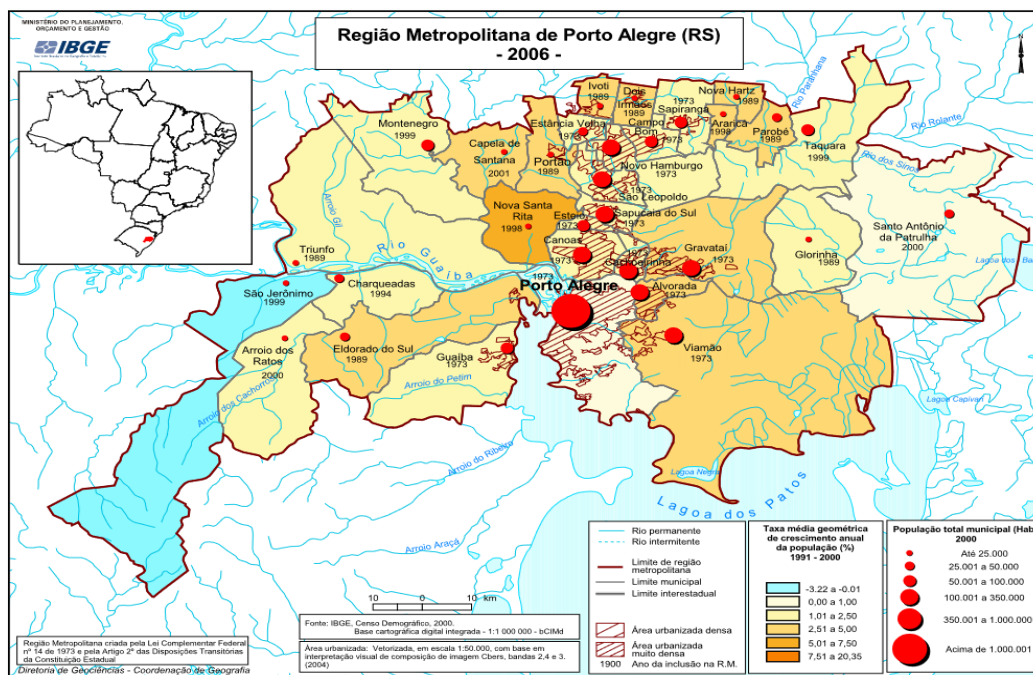 MINISTÉRIO DO PLANEJAMENTO,
ORÇAMENTO E GESTÃO
IBGE
Região Metropolitana de Porto Alegre (RS)
- 2006 -
N
Ivoti
1989
Dois
Irmãos
1989
1973
Sapiranga
Nova Hartz
1989
Rio Paranhana
Montenegro
1999
Estância Velha
1973
Campo
Bom
1973
Araricá
1998
Parobé
1989
Taquara
1999
Rio Rolante
Capela de
Santana
2001
Portão
1989
Novo Hamburgo
1973
Rio dos Sinos
1973
São Leopoldo
Arroio Gil
Nova Santa
Rita
1998
Esteio
1973
Sapucaia do Sul
1973
Santo Antônio
da Patrulha
2000
Canoas
1973
1973
Cachoeirinha
Gravataí
1973
Glorinha
1989
Triunfo
1989
Rio Guaíba
1973
Lagoa dos
São Jerônimo
1999
Charqueadas
1994
Porto Alegre
Alvorada
1973
Arroio dos
Ratos
2000
Eldorado do Sul
1989
Guaíba
1973
Viamão
1973
Arroio do Petim
Arroio dos Cachorros
Lagoa Capivari
Arroio do Ribeiro
Lagoa Negra
Lagoa dos Patos
Arroio Araçá
10 0 10 km
Fonte: IBGE, Censo Demográfico, 2000.
Base cartográfica digital integrada - 1:1 000 000 - bCIMd
Área urbanizada: Vetorizada, em escala 1:50.000, com base em
interpretação visual de composição de imagem Cbers, bandas 2,4 e 3.
(2004)
Região Metropolitana criada pela Lei Complementar Federal
nº 14 de 1973 e pela Artigo 2º das Disposições Transitórias
da Constituição Estadual
Diretoria de Geociências - Coordenação de Geografia
Rio permanente
Rio intermitente
Limite de região
metropolitana
Limite municipal
Limite interestadual
Área urbanizada densa
Área urbanizada
muito densa
1900 Ano da inclusão na R.M.
Taxa média geométrica
de crescimento anual
da população (%)
1991 - 2000
-3.22 a -0.01
0,00 a 1,00
1,01 a 2,50
2,51 a 5,00
5,01 a 7,50
7,51 a 20,35
População total municipal (Hab
2000
Até 25.000
25.001 a 50.000
50.001 a 100.000
100.001 a 350.000
350.001 a 1.000.000
Acima de 1.000.001